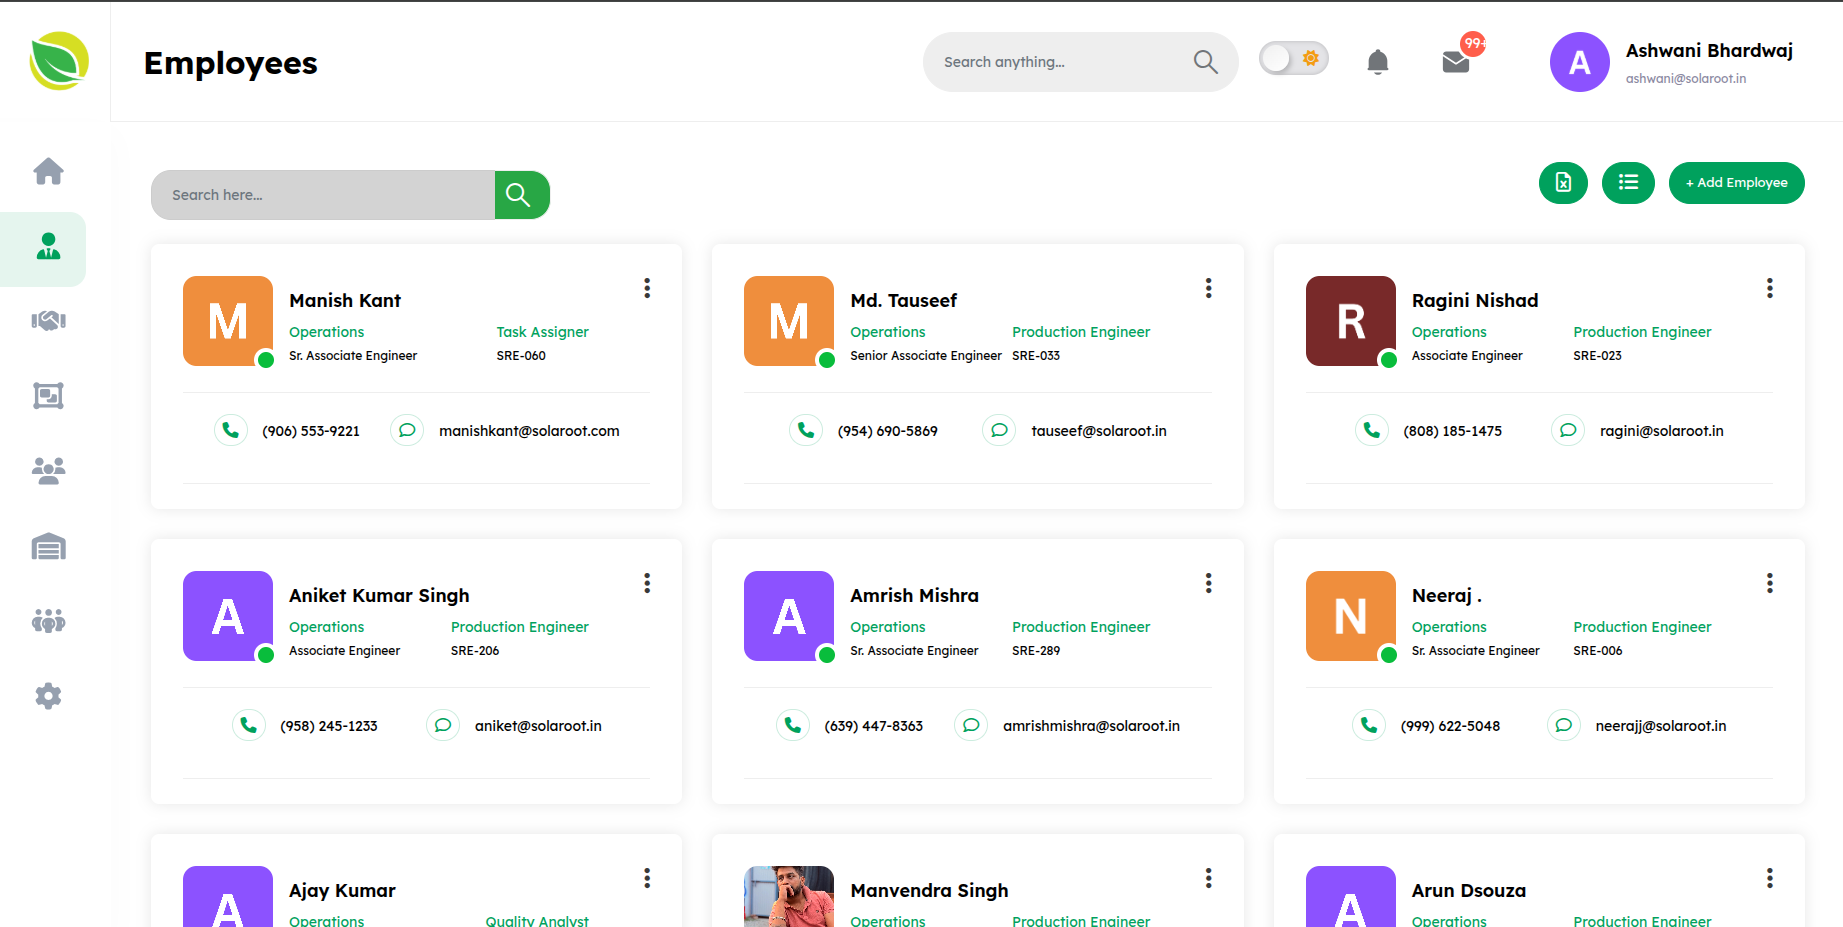 Employees
Search anything...
99+
A
Ashwani Bhardwaj
ashwani@solaroot.in
Search here...
+ Add Employee
M
Manish Kant
Operations Task Assigner
Sr. Associate Engineer SRE-060
(906) 553-9221 manishkant@solaroot.com
M
Md. Tauseef
Operations Production Engineer
Senior Associate Engineer SRE-033
(954) 690-5869 tauseef@solaroot.in
R
Ragini Nishad
Operations Production Engineer
Associate Engineer SRE-023
(808) 185-1475 ragini@solaroot.in
A
Aniket Kumar Singh
Operations Production Engineer
Associate Engineer SRE-206
(958) 245-1233 aniket@solaroot.in
A
Amrish Mishra
Operations Production Engineer
Sr. Associate Engineer SRE-289
(639) 447-8363 amrishmishra@solaroot.in
N
Neeraj .
Operations Production Engineer
Sr. Associate Engineer SRE-006
(999) 622-5048 neerajj@solaroot.in
A
Ajay Kumar
Operations Quality Analyst
Manvendra Singh
Operations Production Engineer
A
Arun Dsouza
Operations Production Engineer